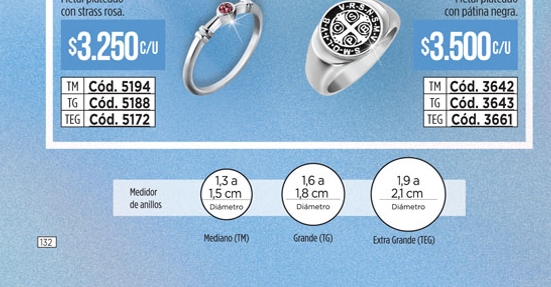 con strass rosa.
con pátina negra.
$3.250 C/U
$3.500 C/U
TM Cód. 5194
TG Cód. 5188
TEG Cód. 5172
TM Cód. 3642
TG Cód. 3643
TEG Cód. 3661
Medidor
de anillos
1,3 a
1,5 cm
Diámetro
Mediano (TM)
1,6 a
1,8 cm
Diámetro
Grande (TG)
1,9 a
2,1 cm
Diámetro
Extra Grande (TEG)
132